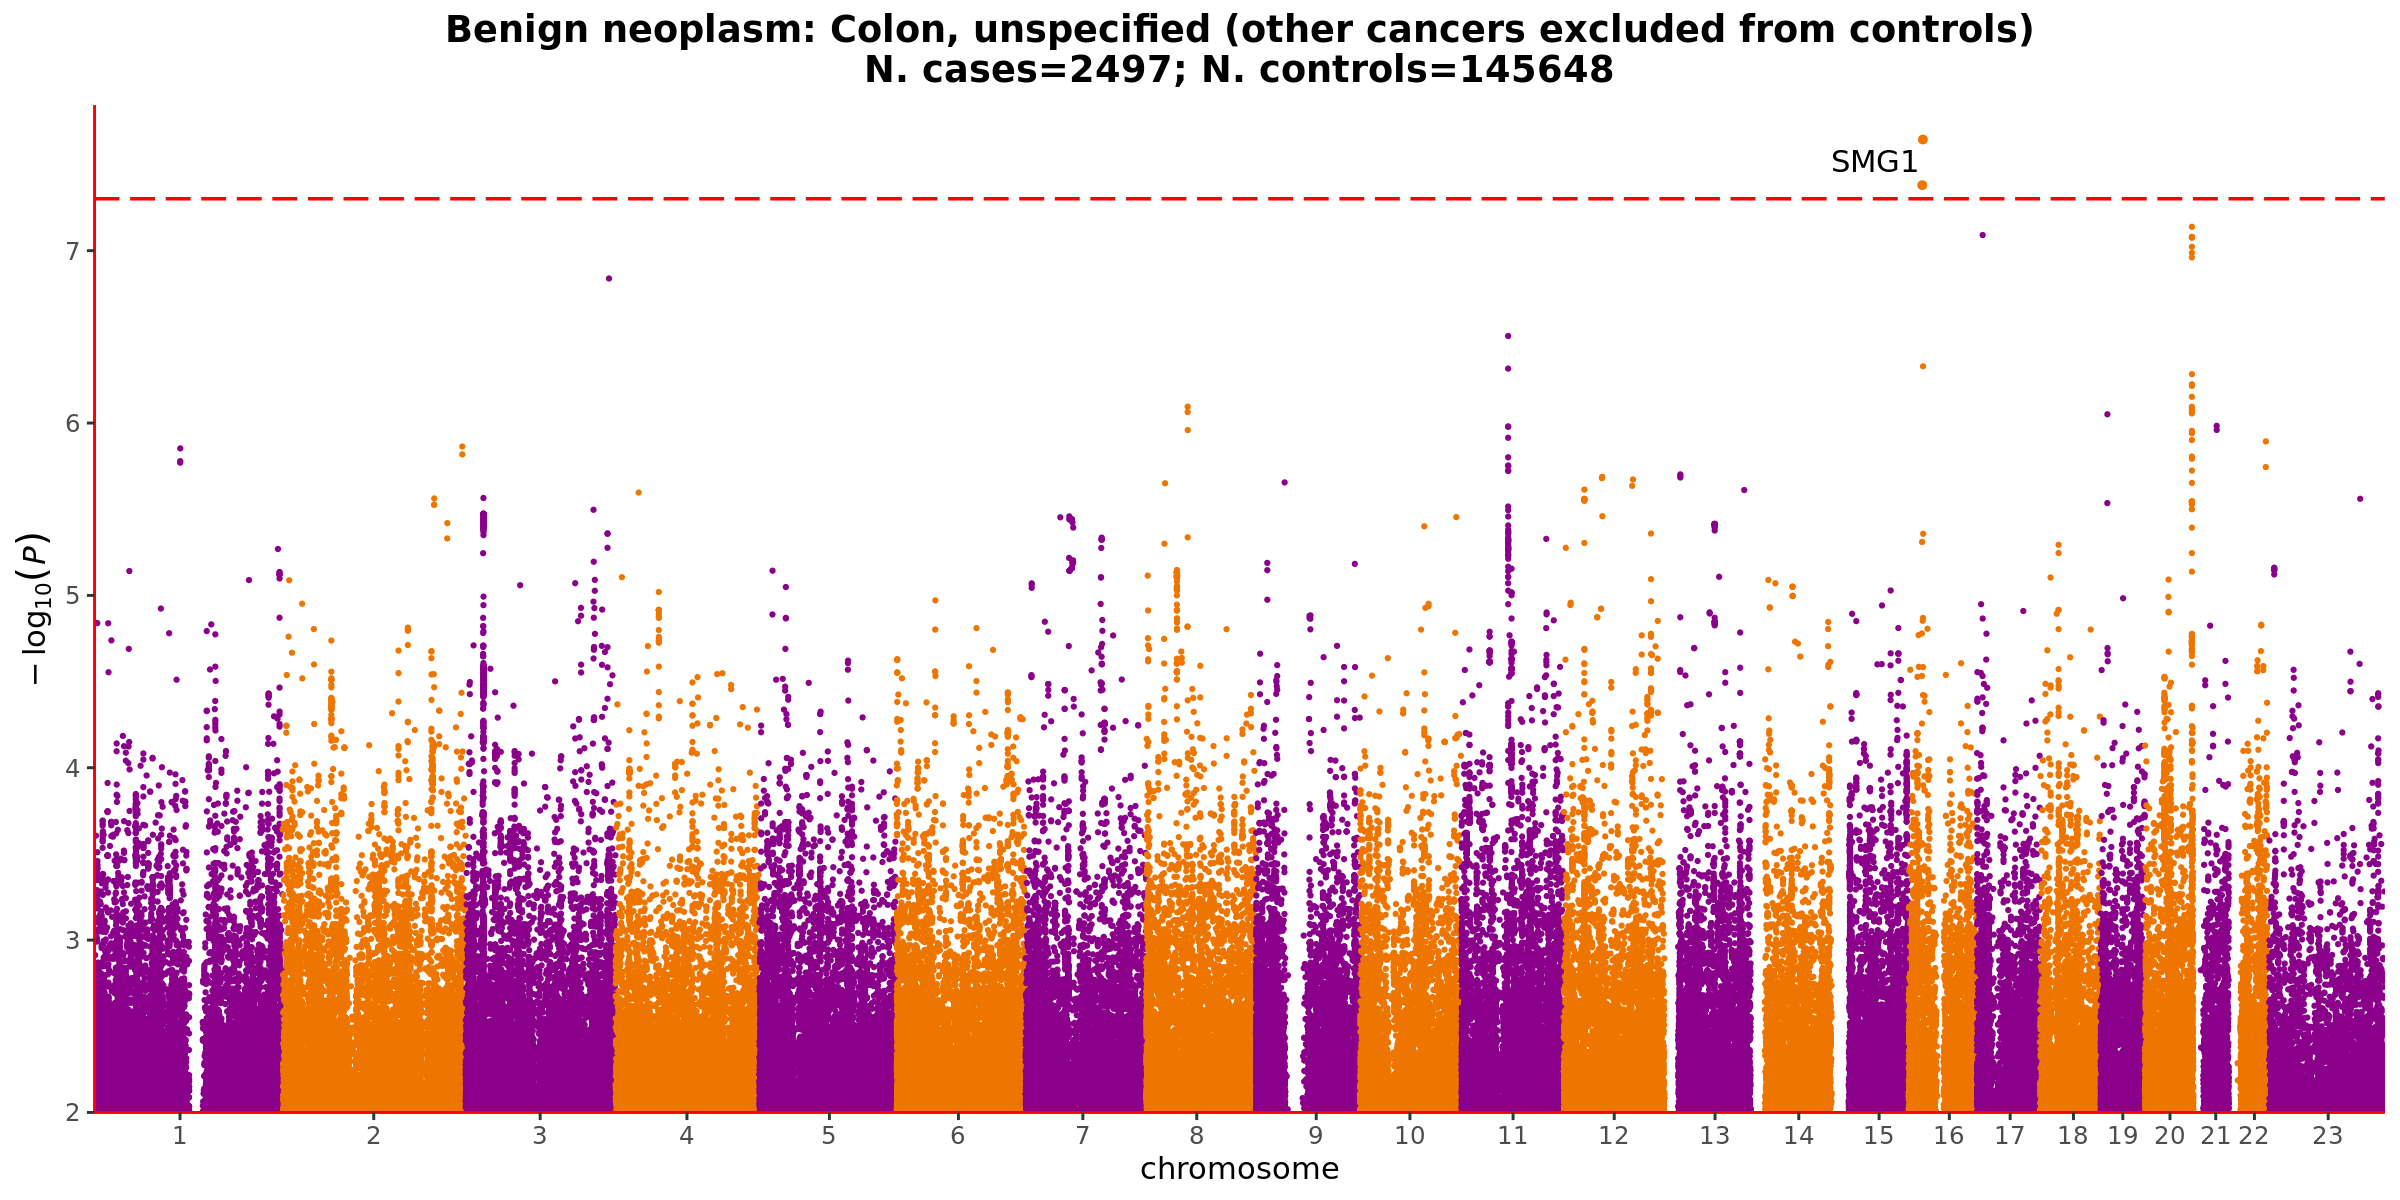 Benign neoplasm: Colon, unspecified (other cancers excluded from controls)
N. cases=2497; N. controls=145648
SMG1
7
6
5
4
3
2
−log10(P)
1 2 3 4 5 6 7 8 9 10 11 12 13 14 15 16 17 18 19 20 21 22 23
chromosome